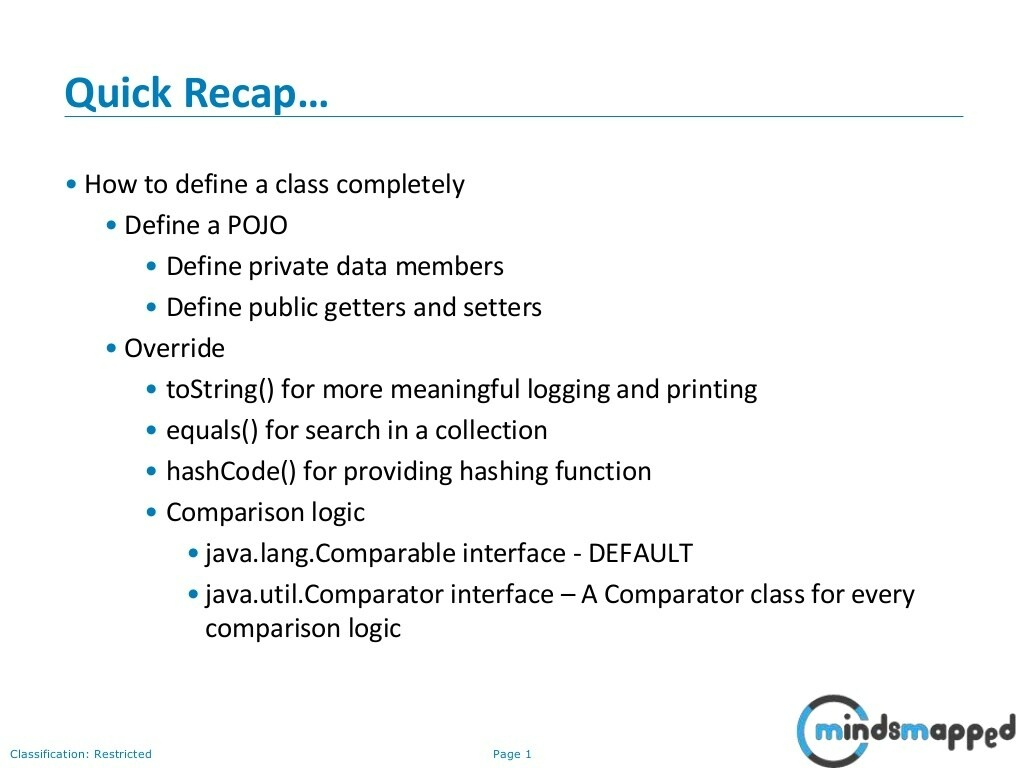 Quick Recap…
• How to define a class completely
• Define a POJO
• Define private data members
• Define public getters and setters
• Override
• toString() for more meaningful logging and printing
• equals() for search in a collection
• hashCode() for providing hashing function
• Comparison logic
• java.lang.Comparable interface - DEFAULT
• java.util.Comparator interface – A Comparator class for every
comparison logic
mindsmapped
Classification: Restricted
Page 1